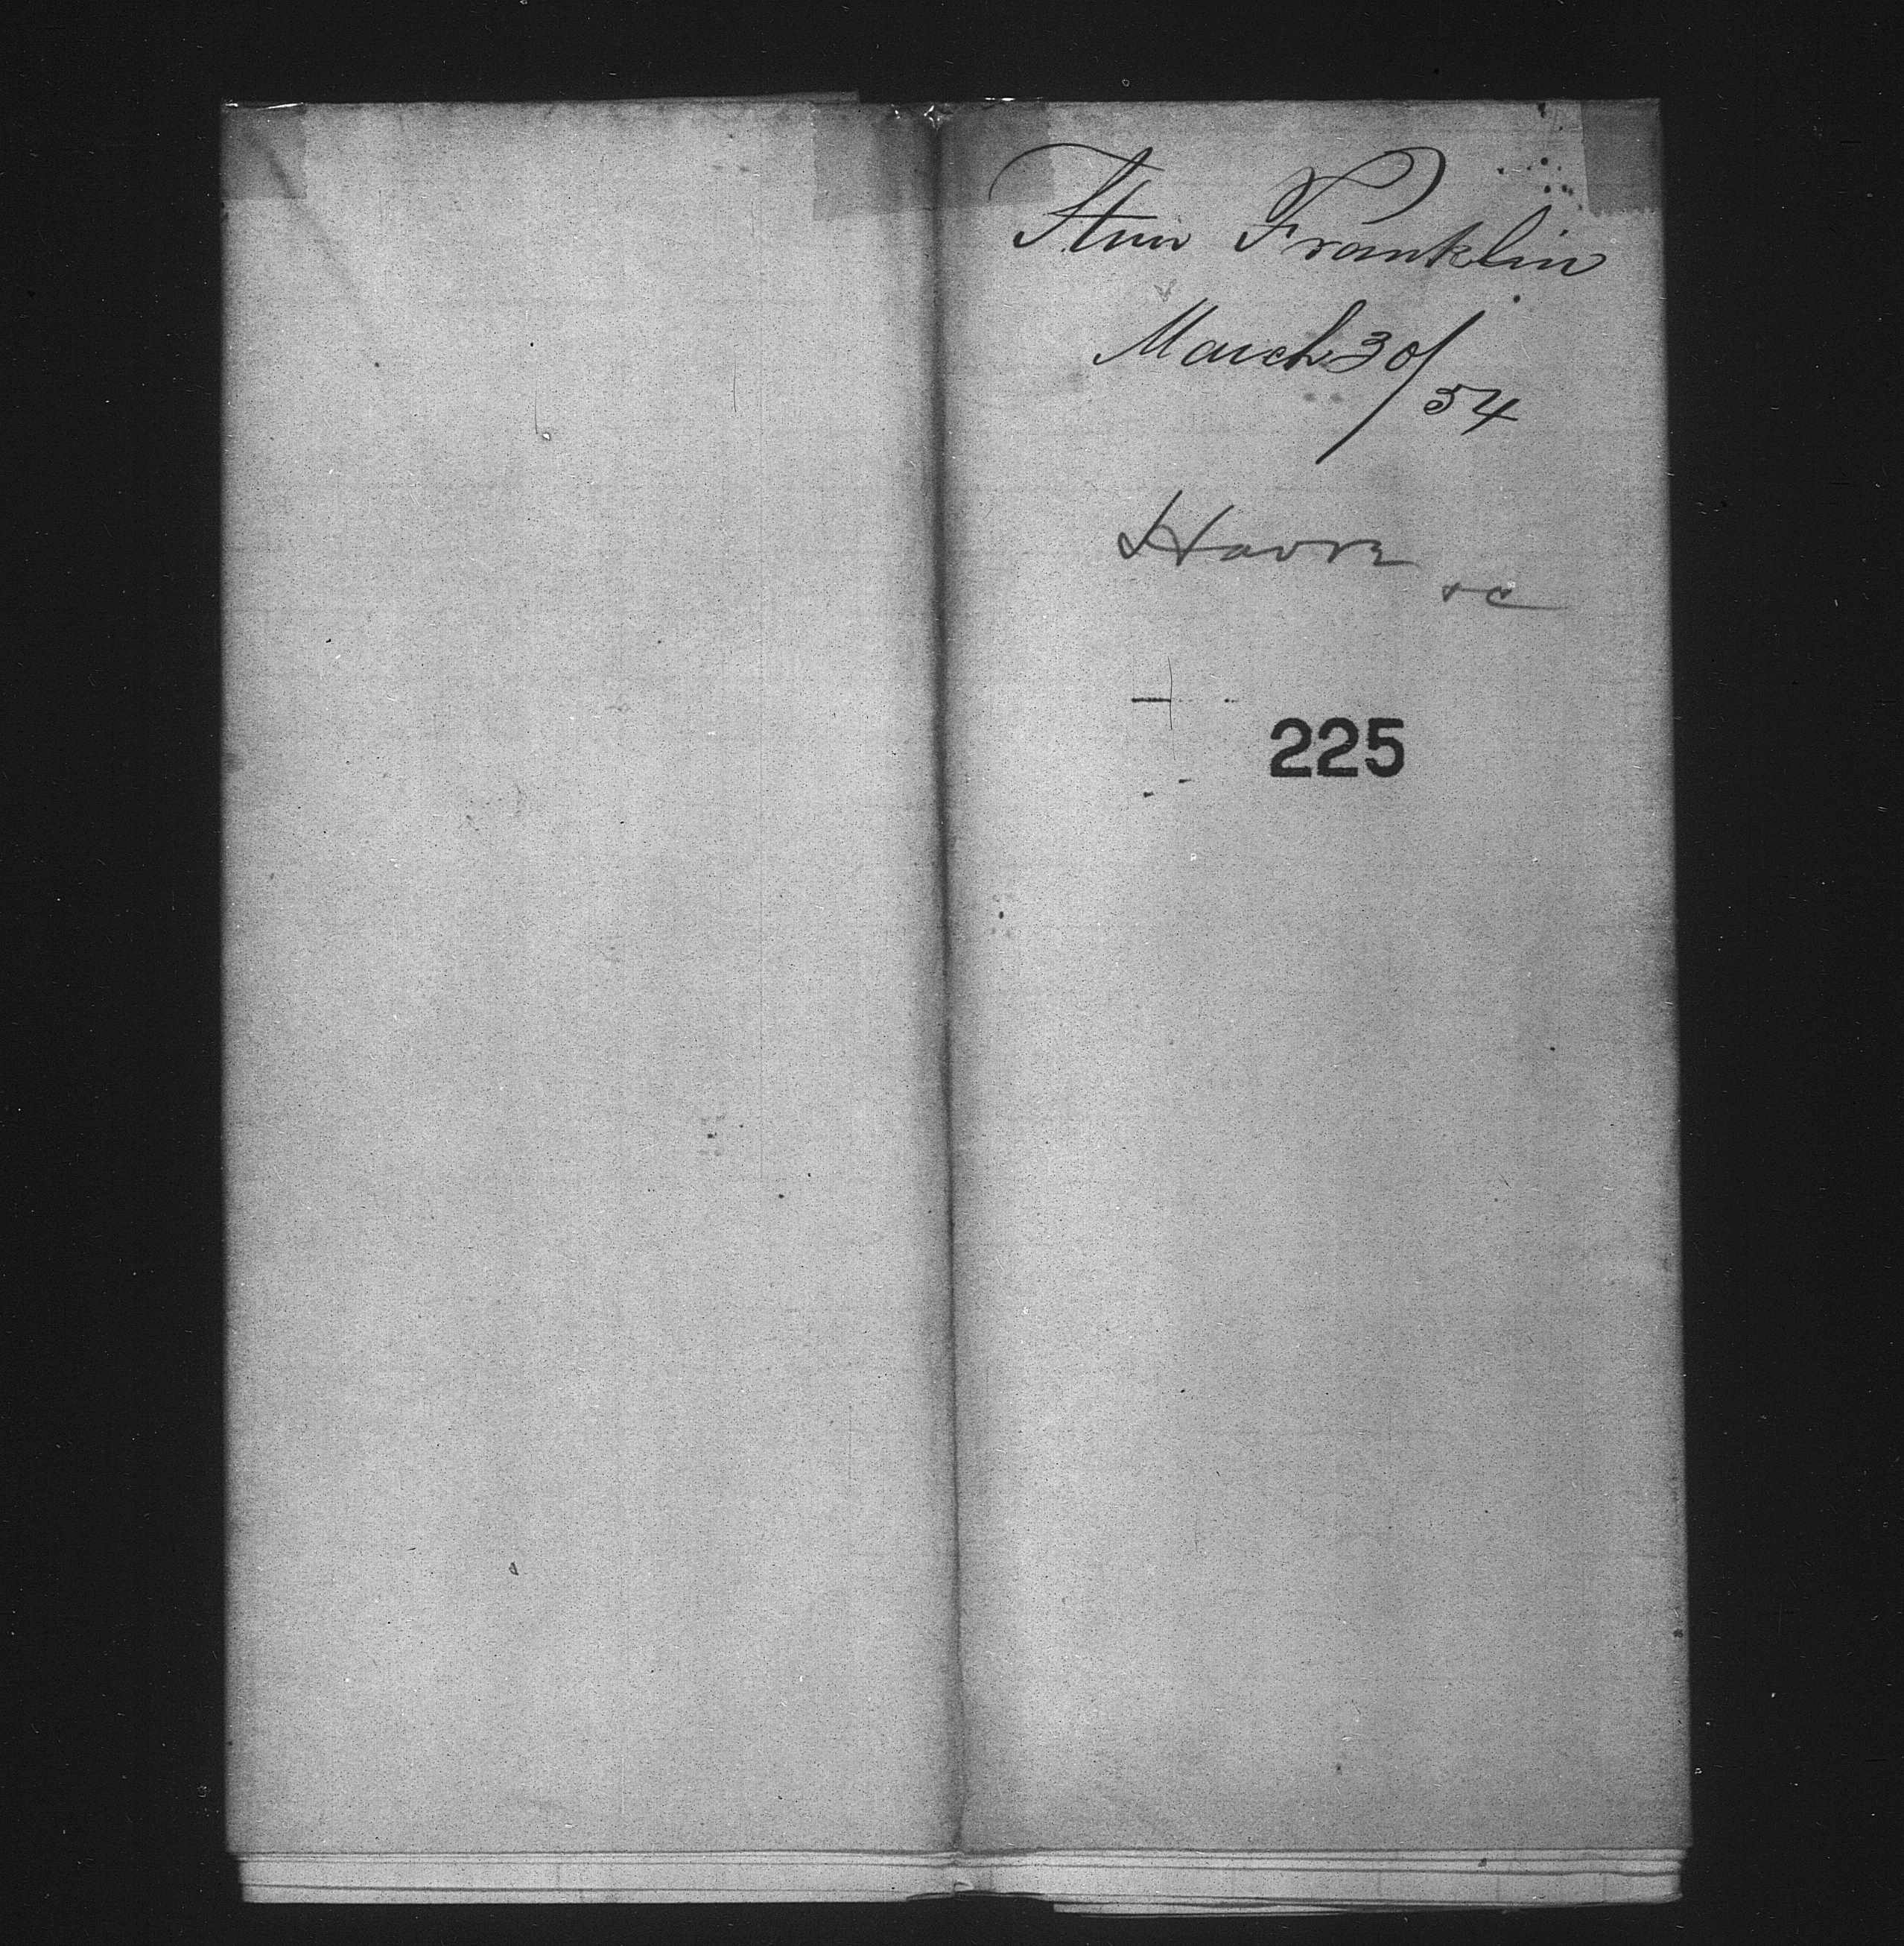 Stmr Franklin
March 30/54
Havre
&c
225